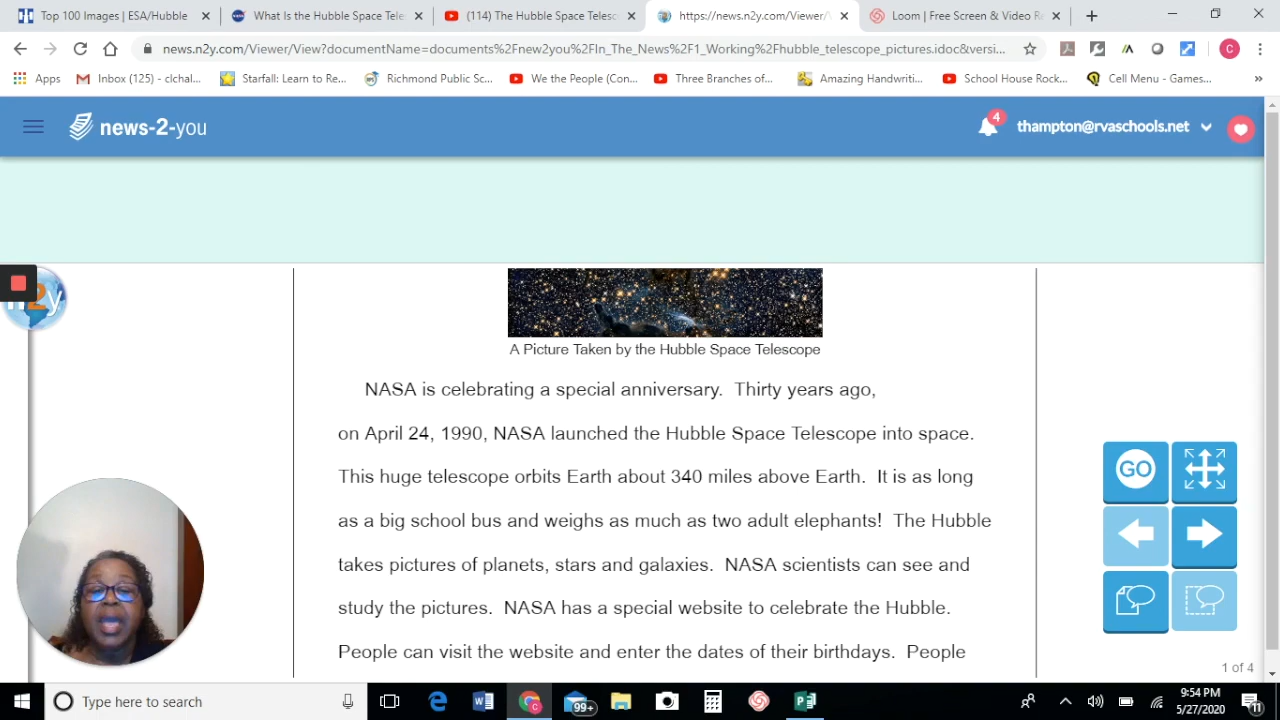 Top 100 Images | ESA/Hubble
What Is the Hubble Space Tele
(114) The Hubble Space Telesc
https://news.n2y.com/Viewer/V
Loom | Free Screen & Video Re
news.n2y.com/Viewer/View?documentName=documents%2Fnew2you%2FIn_The_News%2F1_Working%2Fhubble_telescope_pictures.idoc&versi...
C
Apps
Inbox (125) - clchal...
Starfall: Learn to Re...
Richmond Public Sc...
We the People (Con...
Three Branches of...
Amazing Handwriti...
School House Rock...
Cell Menu - Games...
»
news-2-you
4
thampton@rvaschools.net
n2y
A Picture Taken by the Hubble Space Telescope
NASA is celebrating a special anniversary. Thirty years ago,
on April 24, 1990, NASA launched the Hubble Space Telescope into space.
This huge telescope orbits Earth about 340 miles above Earth. It is as long
as a big school bus and weighs as much as two adult elephants! The Hubble
takes pictures of planets, stars and galaxies. NASA scientists can see and
study the pictures. NASA has a special website to celebrate the Hubble.
People can visit the website and enter the dates of their birthdays. People
GO
1 of 4
Type here to search
99+
9:54 PM
5/27/2020
11